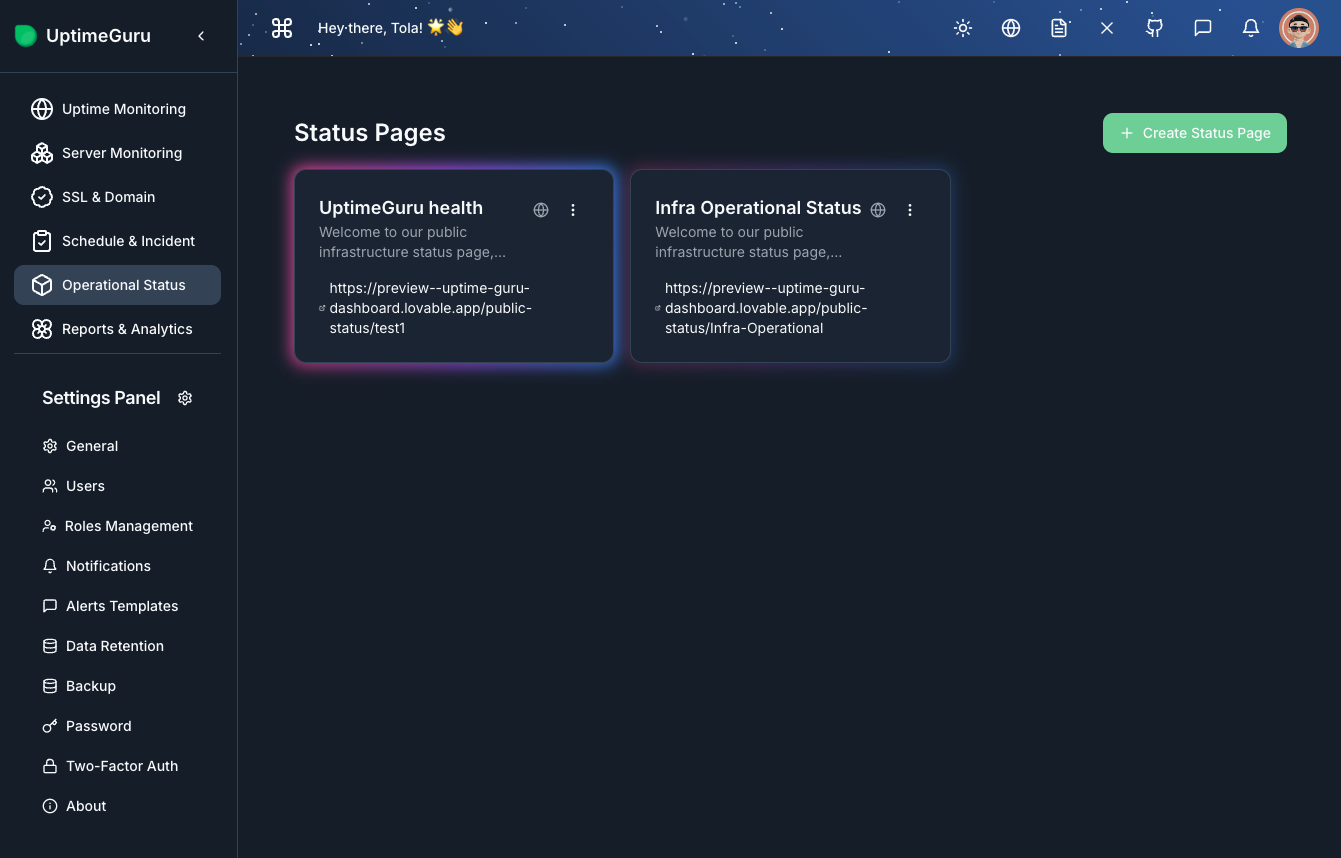 UptimeGuru
Hey there, Tola! 🌟👋
Uptime Monitoring
Server Monitoring
SSL & Domain
Schedule & Incident
Operational Status
Reports & Analytics
Settings Panel
General
Users
Roles Management
Notifications
Alerts Templates
Data Retention
Backup
Password
Two-Factor Auth
About
Status Pages
Create Status Page
UptimeGuru health
Welcome to our public
infrastructure status page,...
https://preview--uptime-guru-
dashboard.lovable.app/public-
status/test1
Infra Operational Status
Welcome to our public
infrastructure status page,...
https://preview--uptime-guru-
dashboard.lovable.app/public-
status/Infra-Operational